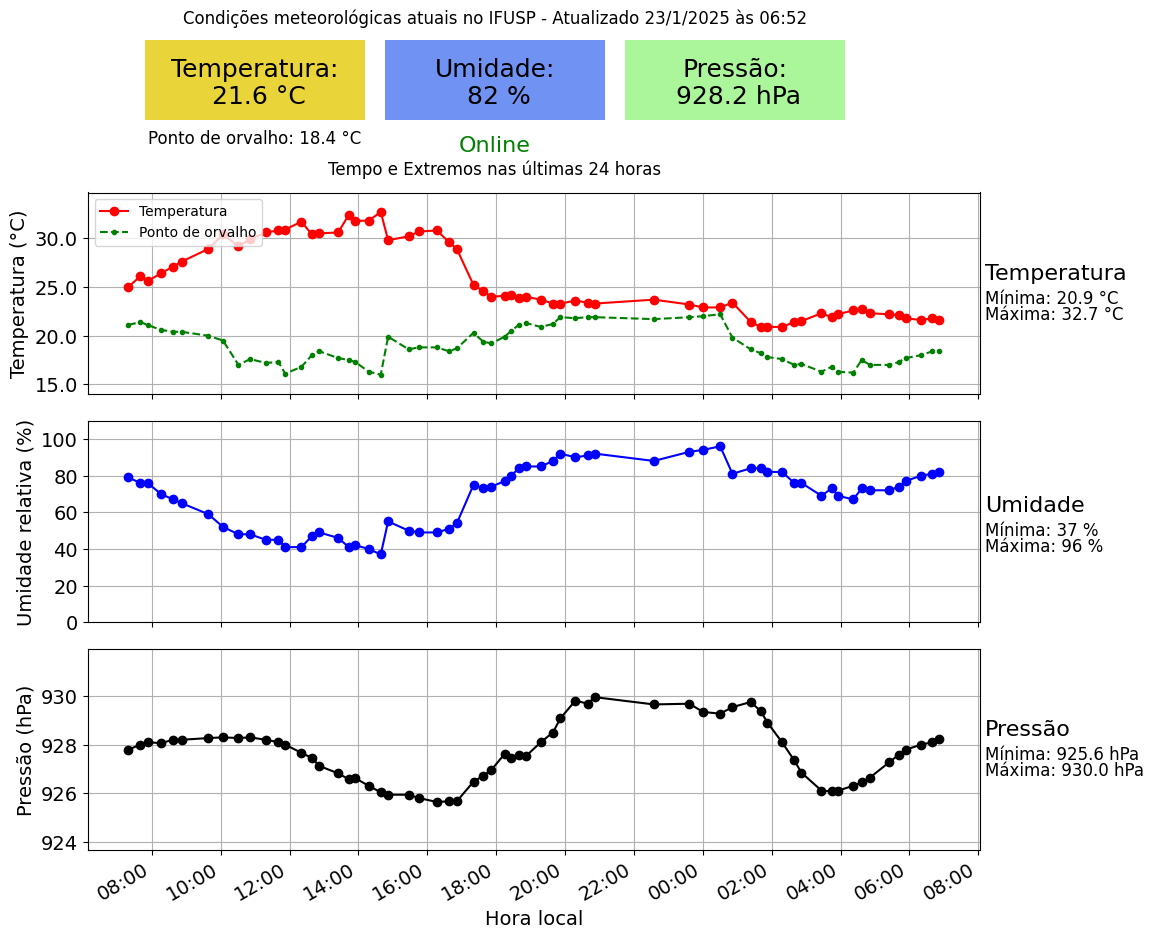 Condições meteorológicas atuais no IFUSP - Atualizado 23/1/2025 às 06:52
Temperatura:
21.6 °C
Umidade:
82 %
Pressão:
928.2 hPa
Ponto de orvalho: 18.4 °C
Online
Tempo e Extremos nas últimas 24 horas
Temperatura (°C)
30.0
25.0
20.0
15.0
Temperatura
Ponto de orvalho
Temperatura
Mínima: 20.9 °C
Máxima: 32.7 °C
Umidade relativa (%)
100
80
60
40
20
0
Umidade
Mínima: 37 %
Máxima: 96 %
Pressão (hPa)
930
928
926
924
Pressão
Mínima: 925.6 hPa
Máxima: 930.0 hPa
08:00 10:00 12:00 14:00 16:00 18:00 20:00 22:00 00:00 02:00 04:00 06:00 08:00
Hora local